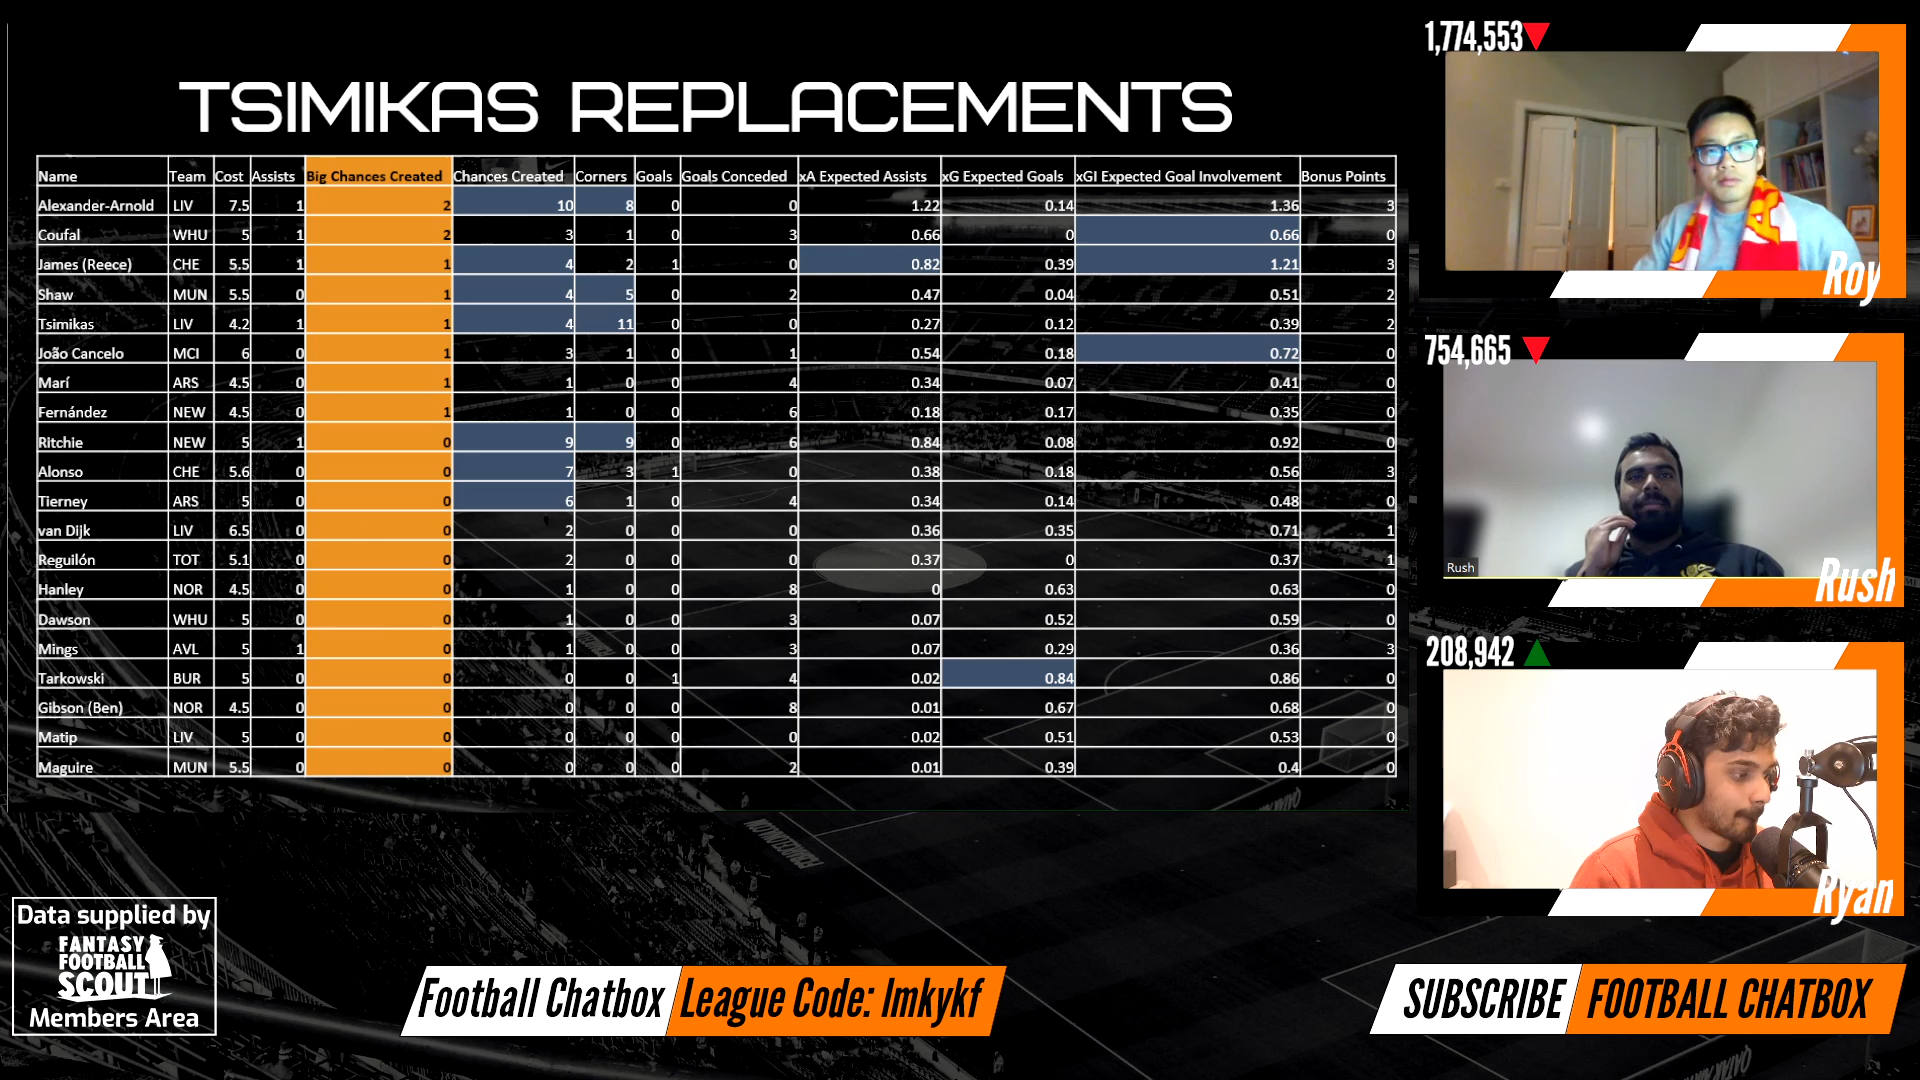 TSIMIKAS REPLACEMENTS
Name Team Cost Assists Big Chances Created Chances Created Corners Goals Goals Conceded xA Expected Assists xG Expected Goals xGI Expected Goal Involvement Bonus Points
Alexander-Arnold LIV 7.5 1 2 10 8 0 0 1.22 0.14 1.36 3
Coufal WHU 5 1 2 3 1 0 3 0.66 0 0.66 0
James (Reece) CHE 5.5 1 1 4 2 1 0 0.82 0.39 1.21 3
Shaw MUN 5.5 0 1 4 5 0 2 0.47 0.04 0.51 2
Tsimikas LIV 4.2 1 1 4 11 0 0 0.27 0.12 0.39 2
João Cancelo MCI 6 0 1 3 1 0 1 0.54 0.18 0.72 0
Marí ARS 4.5 0 1 1 0 0 4 0.34 0.07 0.41 0
Fernández NEW 4.5 0 1 1 0 0 6 0.18 0.17 0.35 0
Ritchie NEW 5 1 0 9 9 0 6 0.84 0.08 0.92 0
Alonso CHE 5.6 0 0 7 3 1 0 0.38 0.18 0.56 3
Tierney ARS 5 0 0 6 1 0 4 0.34 0.14 0.48 0
van Dijk LIV 6.5 0 0 2 0 0 0 0.36 0.35 0.71 1
Reguilón TOT 5.1 0 0 2 0 0 0 0.37 0 0.37 1
Hanley NOR 4.5 0 0 1 0 0 8 0 0.63 0.63 0
Dawson WHU 5 0 0 1 0 0 3 0.07 0.52 0.59 0
Mings AVL 5 1 0 1 0 0 3 0.07 0.29 0.36 3
Tarkowski BUR 5 0 0 0 0 1 4 0.02 0.84 0.86 0
Gibson (Ben) NOR 4.5 0 0 0 0 0 8 0.01 0.67 0.68 0
Matip LIV 5 0 0 0 0 0 0 0.02 0.51 0.53 0
Maguire MUN 5.5 0 0 0 0 0 2 0.01 0.39 0.4 0
1,774,553
Roy
754,665
Rush
Rush
208,942
Ryan
Data supplied by
FANTASY
FOOTBALL
SCOUT
Members Area
Football Chatbox League Code: lmkykf
SUBSCRIBE FOOTBALL CHATBOX